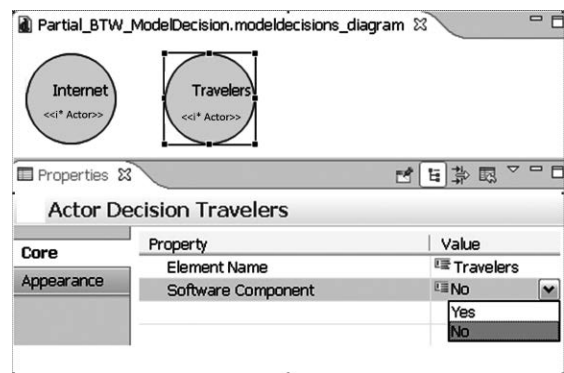 Partial_BTW_ModelDecision.modeldecisions_diagram
Internet
<<i* Actor>>
Travelers
<<i* Actor>>
Properties
Actor Decision Travelers
Core
Appearance
Property Value
Element Name Travelers
Software Component No
Yes
No